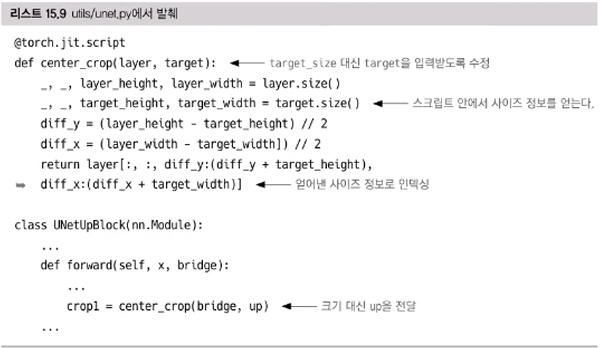 리스트 15.9 utils/unet.py에서 발췌
@torch.jit.script
def center_crop(layer, target): ← target_size 대신 target을 입력받도록 수정
    _, _, layer_height, layer_width = layer.size()
    _, _, target_height, target_width = target.size() ← 스크립트 안에서 사이즈 정보를 얻는다.
    diff_y = (layer_height - target_height) // 2
    diff_x = (layer_width - target_width]) // 2
    return layer[:, :, diff_y:(diff_y + target_height),
➥   diff_x:(diff_x + target_width)] ← 얻어낸 사이즈 정보로 인덱싱
class UNetUpBlock(nn.Module):
    ...
    def forward(self, x, bridge):
        ...
        crop1 = center_crop(bridge, up) ← 크기 대신 up을 전달
    ...